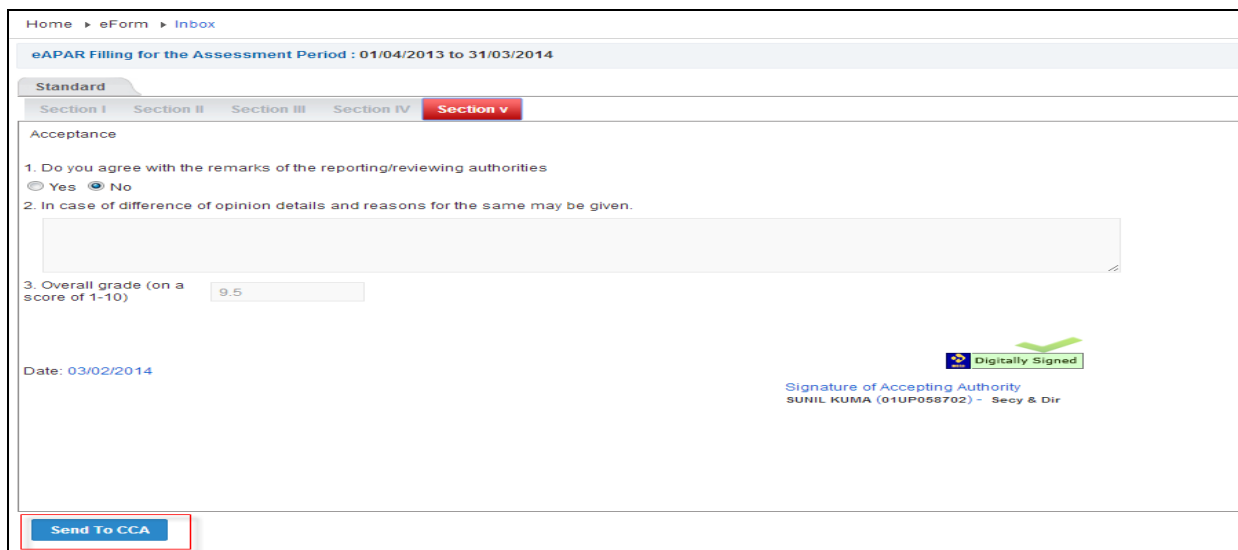 Home ▸ eForm ▸ Inbox
eAPAR Filling for the Assessment Period : 01/04/2013 to 31/03/2014
Standard
Section I Section II Section III Section IV Section v
Acceptance
1. Do you agree with the remarks of the reporting/reviewing authorities
Yes No
2. In case of difference of opinion details and reasons for the same may be given.
3. Overall grade (on a
score of 1-10)
9.5
Digitally Signed
Date: 03/02/2014
Signature of Accepting Authority
SUNIL KUMA (01UP058702) - Secy & Dir
Send To CCA